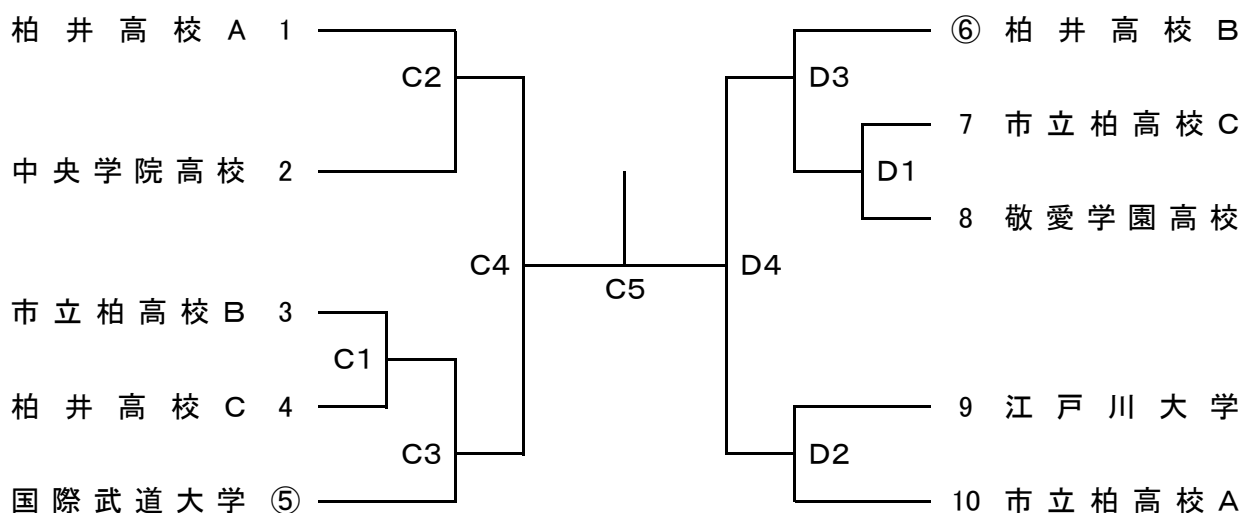 柏井高校A 1
C2
中央学院高校 2
C4
市立柏高校B 3
C1
柏井高校C 4
C3
国際武道大学 ⑤
C5
⑥ 柏井高校B
D3
7 市立柏高校C
D1
8 敬愛学園高校
D4
9 江戸川大学
D2
10 市立柏高校A